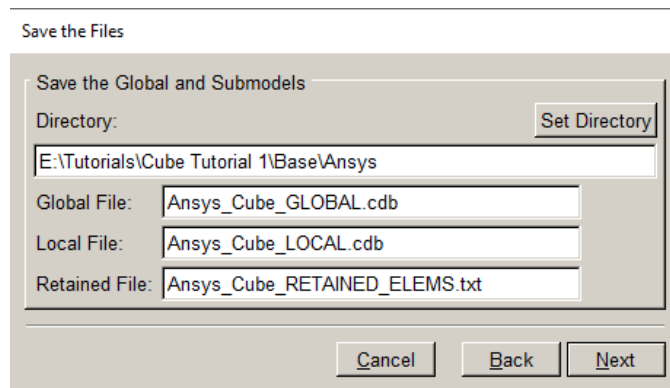 Save the Files
Save the Global and Submodels
Directory:
Set Directory
E:\Tutorials\Cube Tutorial 1\Base\Ansys
Global File: Ansys_Cube_GLOBAL.cdb
Local File: Ansys_Cube_LOCAL.cdb
Retained File: Ansys_Cube_RETAINED_ELEMS.txt
Cancel Back Next